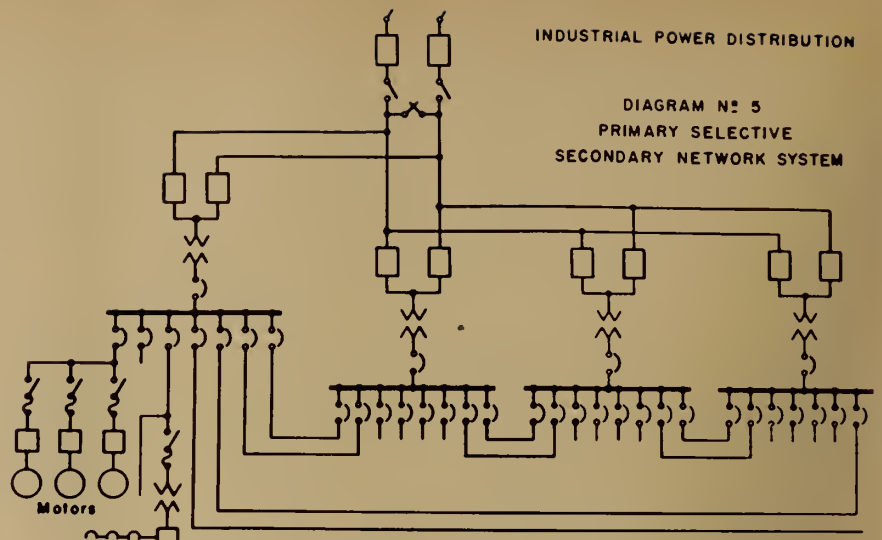 INDUSTRIAL POWER DISTRIBUTION
DIAGRAM Nº 5
PRIMARY SELECTIVE
SECONDARY NETWORK SYSTEM
Motors